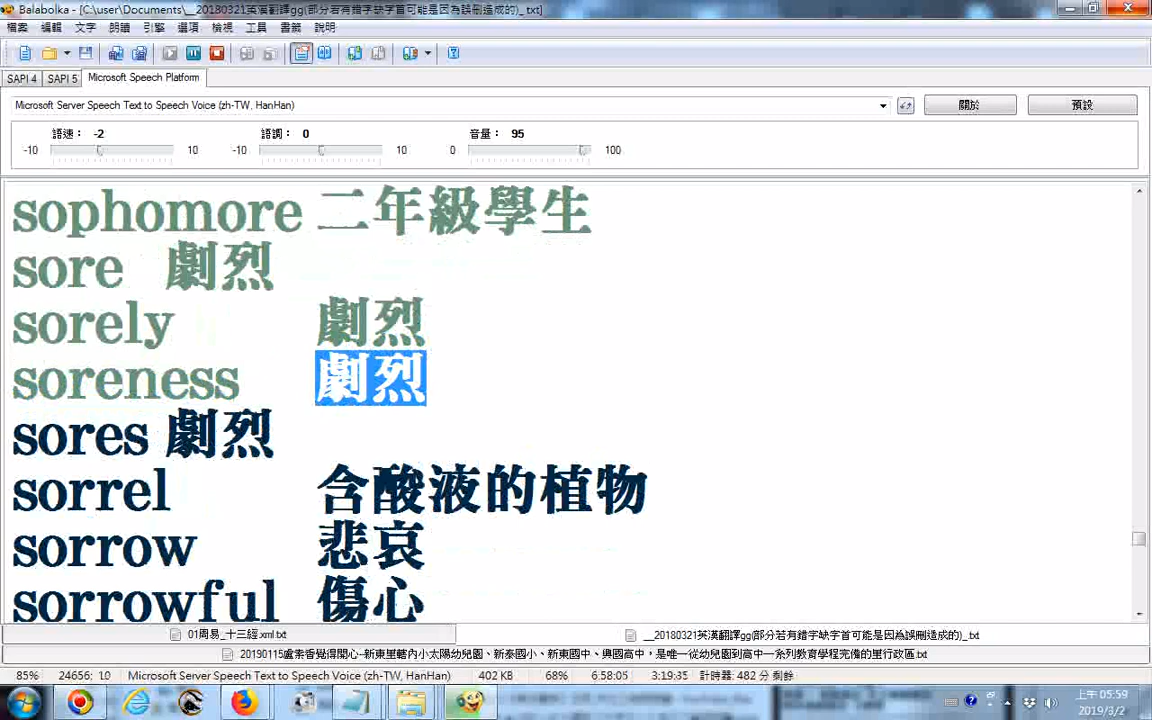 Balabolka - [C:\user\Documents\__20180321英漢翻譯gg(部分若有錯字缺字首可能是因為誤刪造成的)_.txt]
檔案 編輯 文字 朗讀 引擎 選項 檢視 工具 書籤 說明
SAPI 4 SAPI 5 Microsoft Speech Platform
Microsoft Server Speech Text to Speech Voice (zh-TW, HanHan) 關於 預設
語速： -2 語調： 0 音量： 95
-10 10 -10 10 0 100
sophomore 二年級學生
sore 劇烈
sorely 劇烈
soreness 劇烈
sores 劇烈
sorrel 含酸液的植物
sorrow 悲哀
sorrowful 傷心
01周易_十三經.xml.txt __20180321英漢翻譯gg(部分若有錯字缺字首可能是因為誤刪造成的)_.txt
20190115盧素香覺得開心--新東里轄內小太陽幼兒園、新泰國小、新東國中、興國高中，是唯一從幼兒園到高中一系列教育學程完備的里行政區.txt
85% 24656: 10 Microsoft Server Speech Text to Speech Voice (zh-TW, HanHan) 402 KB 68% 6:58:05 3:19:35 計時器: 482 分 剩餘
上午 05:59
2019/3/2